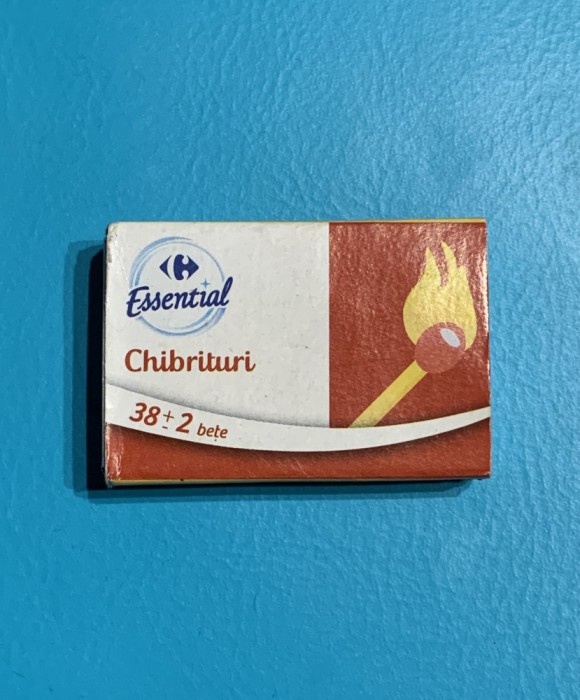 Essential
Chibrituri
38 ± 2 bețe